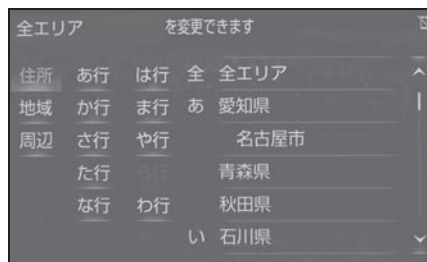 全エリア を変更できます
住所 あ行 は行 全 全エリア
地域 か行 ま行 あ 愛知県
周辺 さ行 や行 名古屋市
た行 ら行 青森県
な行 わ行 秋田県
い 石川県